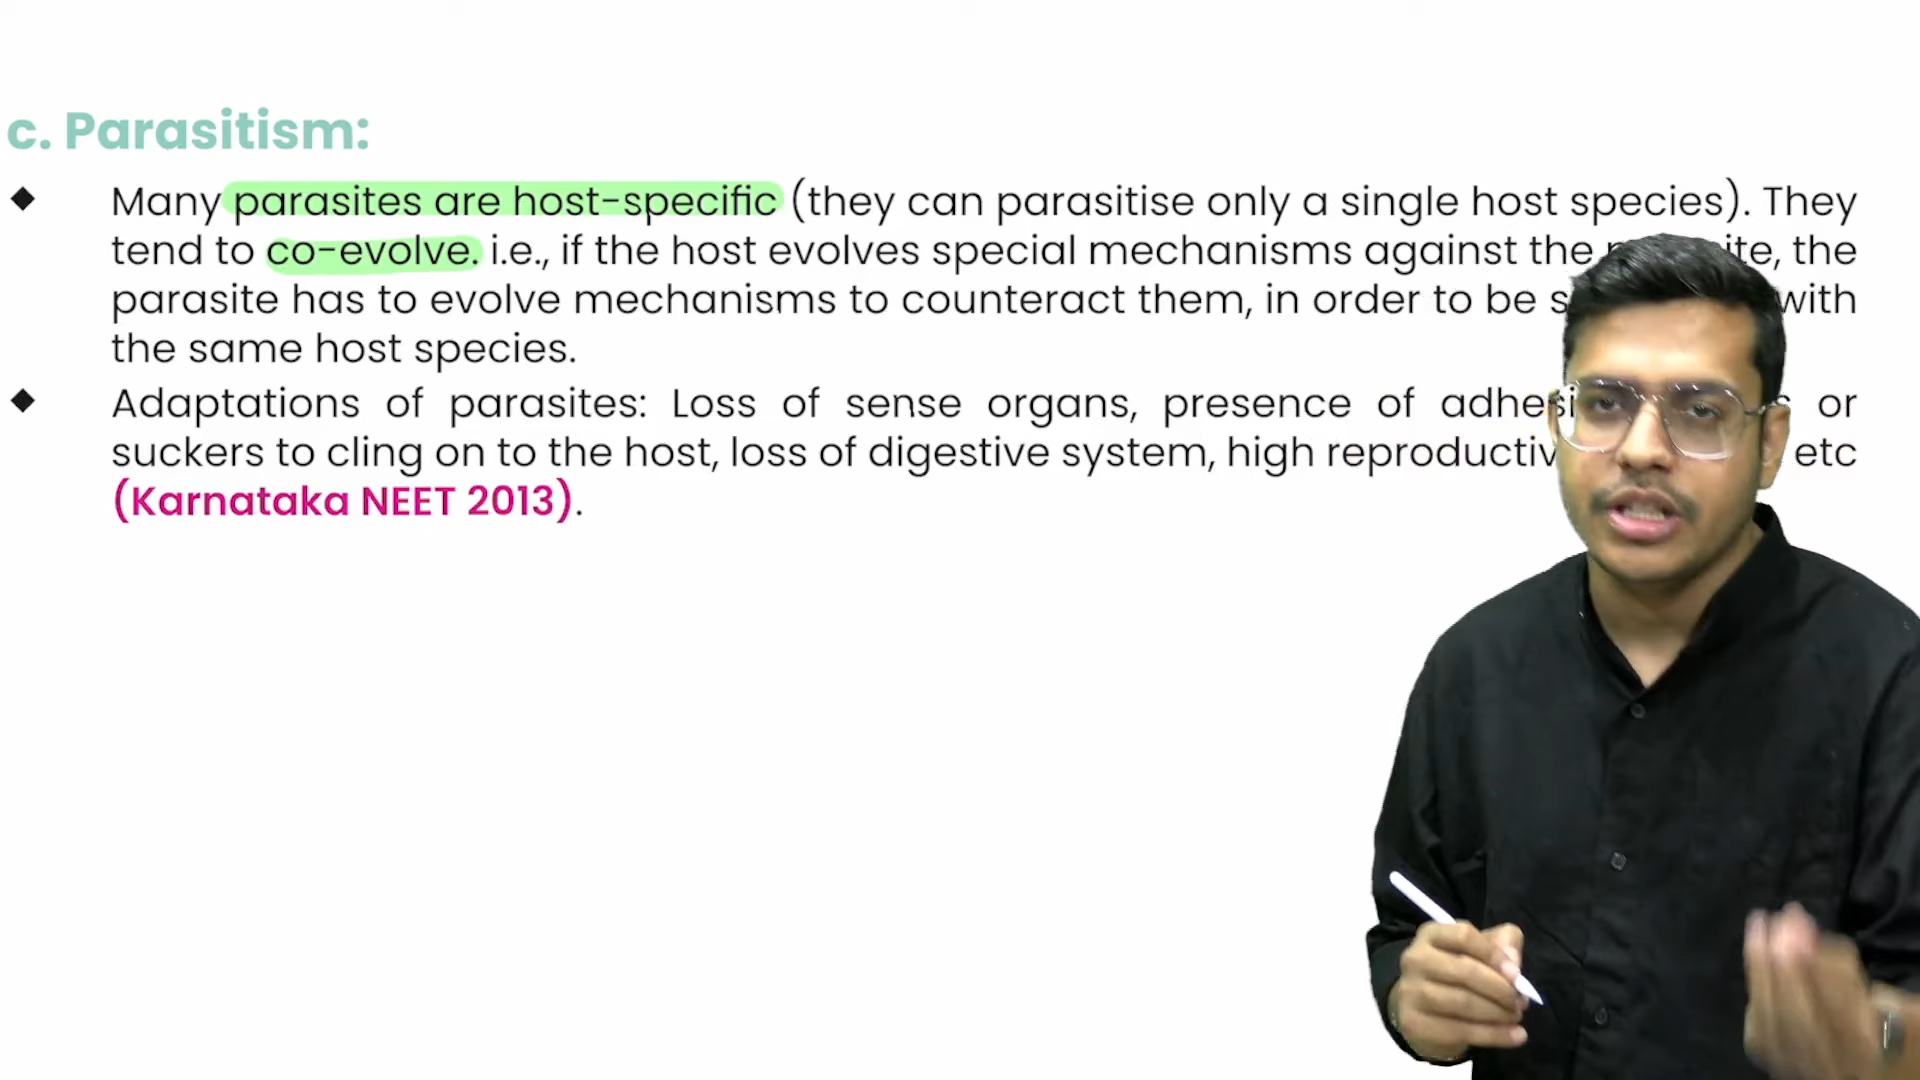 c. Parasitism:
◆ Many parasites are host-specific (they can parasitise only a single host species). They
tend to co-evolve. i.e., if the host evolves special mechanisms against the the
parasite has to evolve mechanisms to counteract them, in order to be with
the same host species.
◆ Adaptations of parasites: Loss of sense organs, presence of or
suckers to cling on to the host, loss of digestive system, high etc
(Karnataka NEET 2013).